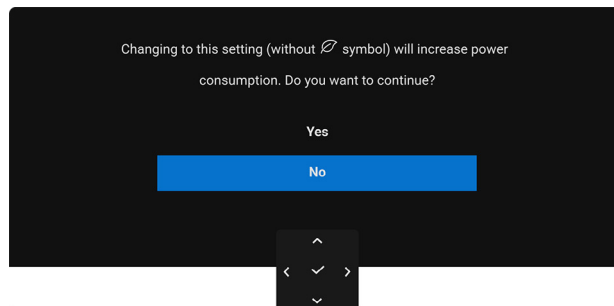 Changing to this setting (without symbol) will increase power
consumption. Do you want to continue?
Yes
No